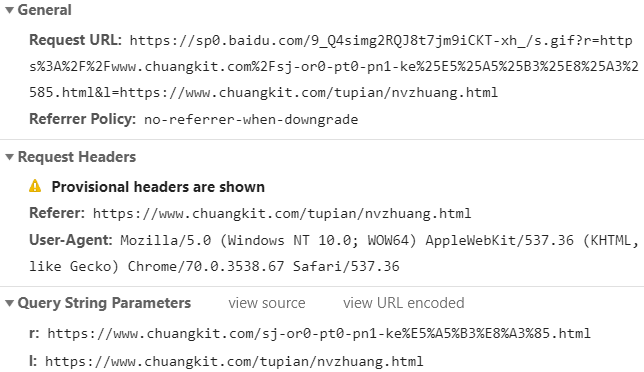 General
Request URL: https://sp0.baidu.com/9_Q4simg2RQJ8t7jm9iCKT-xh_/s.gif?r=http
s%3A%2F%2Fwww.chuangkit.com%2Fsj-or0-pt0-pn1-ke%25E5%25A5%25B3%25E8%25A3%2
585.html&l=https://www.chuangkit.com/tupian/nvzhuang.html
Referrer Policy: no-referrer-when-downgrade
Request Headers
Provisional headers are shown
Referer: https://www.chuangkit.com/tupian/nvzhuang.html
User-Agent: Mozilla/5.0 (Windows NT 10.0; WOW64) AppleWebKit/537.36 (KHTML,
like Gecko) Chrome/70.0.3538.67 Safari/537.36
Query String Parameters view source view URL encoded
r: https://www.chuangkit.com/sj-or0-pt0-pn1-ke%E5%A5%B3%E8%A3%85.html
l: https://www.chuangkit.com/tupian/nvzhuang.html